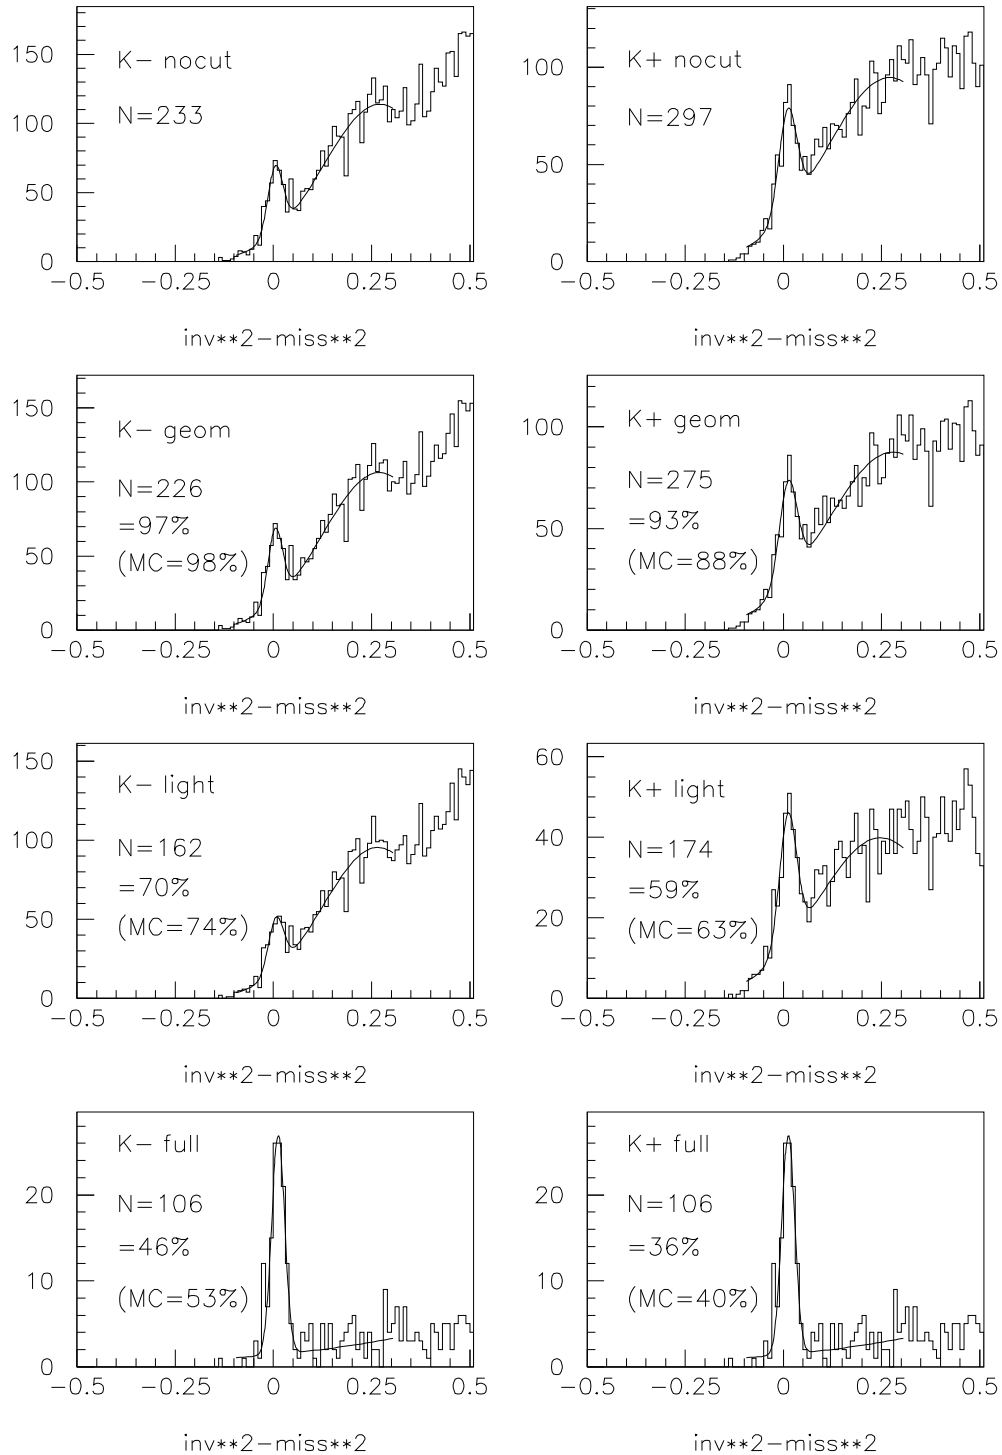 K− nocut
N=233
150
100
50
0
−0.5 −0.25 0 0.25 0.5
inv**2−miss**2
K+ nocut
N=297
100
50
0
−0.5 −0.25 0 0.25 0.5
inv**2−miss**2
K− geom
N=226
=97%
(MC=98%)
150
100
50
0
−0.5 −0.25 0 0.25 0.5
inv**2−miss**2
K+ geom
N=275
=93%
(MC=88%)
100
50
0
−0.5 −0.25 0 0.25 0.5
inv**2−miss**2
K− light
N=162
=70%
(MC=74%)
150
100
50
0
−0.5 −0.25 0 0.25 0.5
inv**2−miss**2
K+ light
N=174
=59%
(MC=63%)
60
40
20
0
−0.5 −0.25 0 0.25 0.5
inv**2−miss**2
K− full
N=106
=46%
(MC=53%)
20
10
0
−0.5 −0.25 0 0.25 0.5
inv**2−miss**2
K+ full
N=106
=36%
(MC=40%)
20
10
0
−0.5 −0.25 0 0.25 0.5
inv**2−miss**2